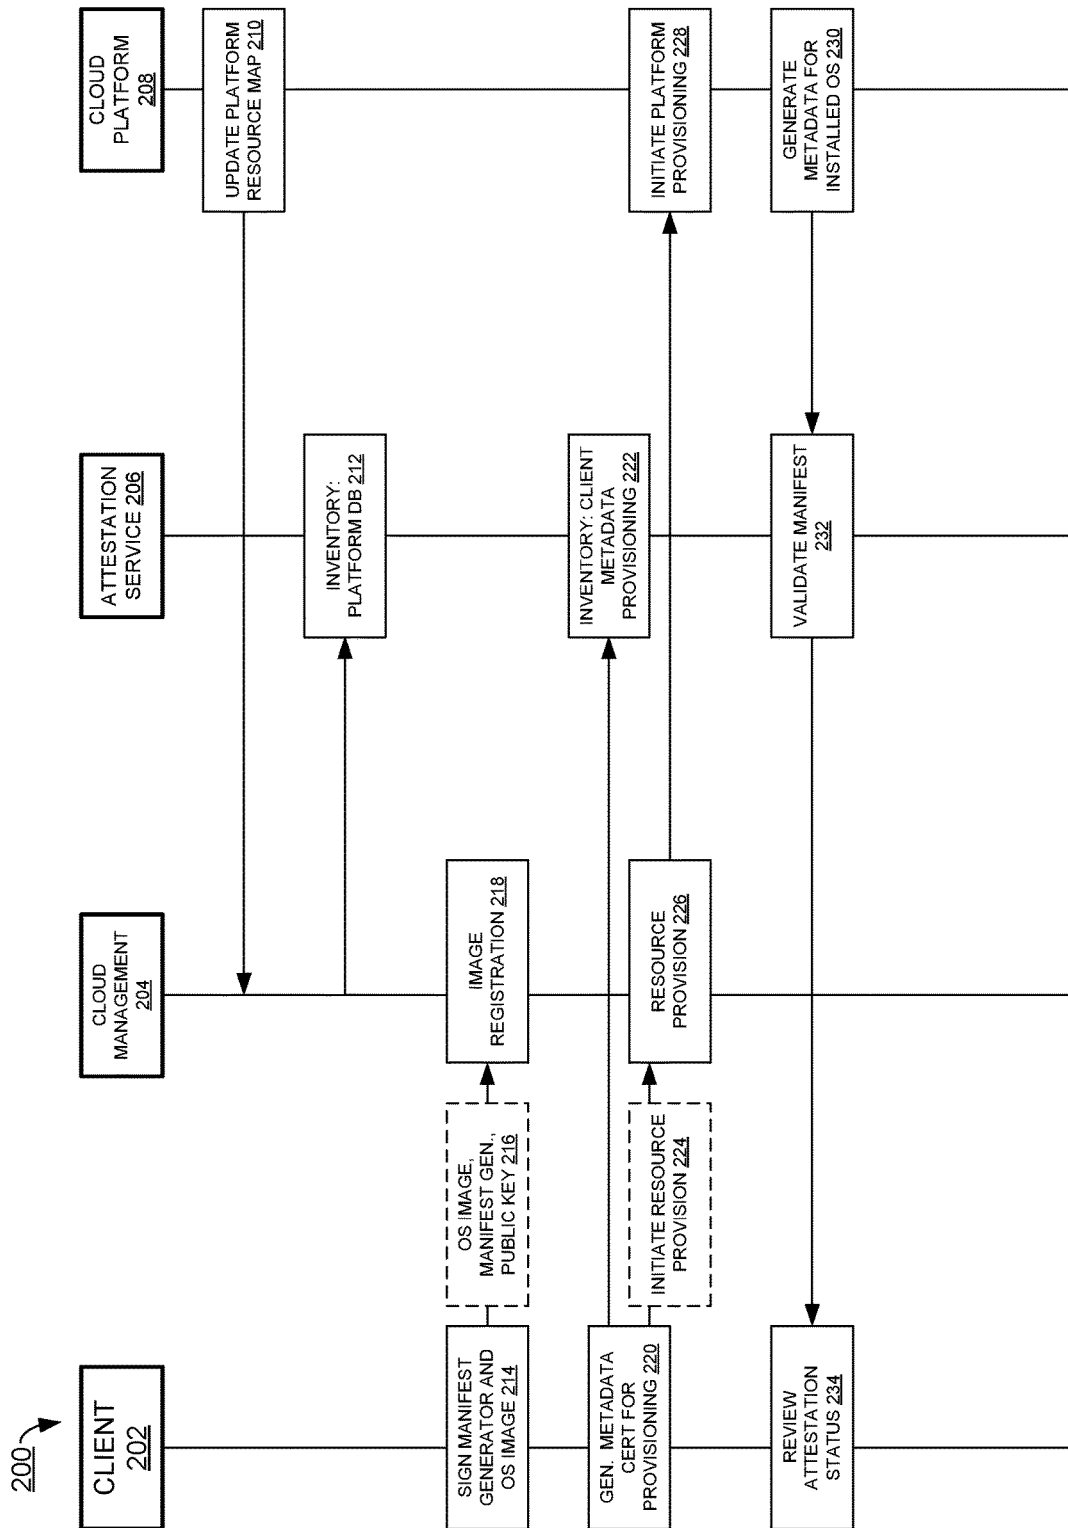 200
CLIENT
202
CLOUD
MANAGEMENT
204
ATTESTATION
SERVICE 206
CLOUD
PLATFORM
208
UPDATE PLATFORM
RESOURCE MAP 210
INVENTORY:
PLATFORM DB 212
SIGN MANIFEST
GENERATOR AND
OS IMAGE 214
OS IMAGE,
MANIFEST GEN.,
PUBLIC KEY 216
IMAGE
REGISTRATION 218
GEN. METADATA
CERT FOR
PROVISIONING 220
INVENTORY: CLIENT
METADATA
PROVISIONING 222
INITIATE RESOURCE
PROVISION 224
RESOURCE
PROVISION 226
INITIATE PLATFORM
PROVISIONING 228
GENERATE
METADATA FOR
INSTALLED OS 230
VALIDATE MANIFEST
232
REVIEW
ATTESTATION
STATUS 234